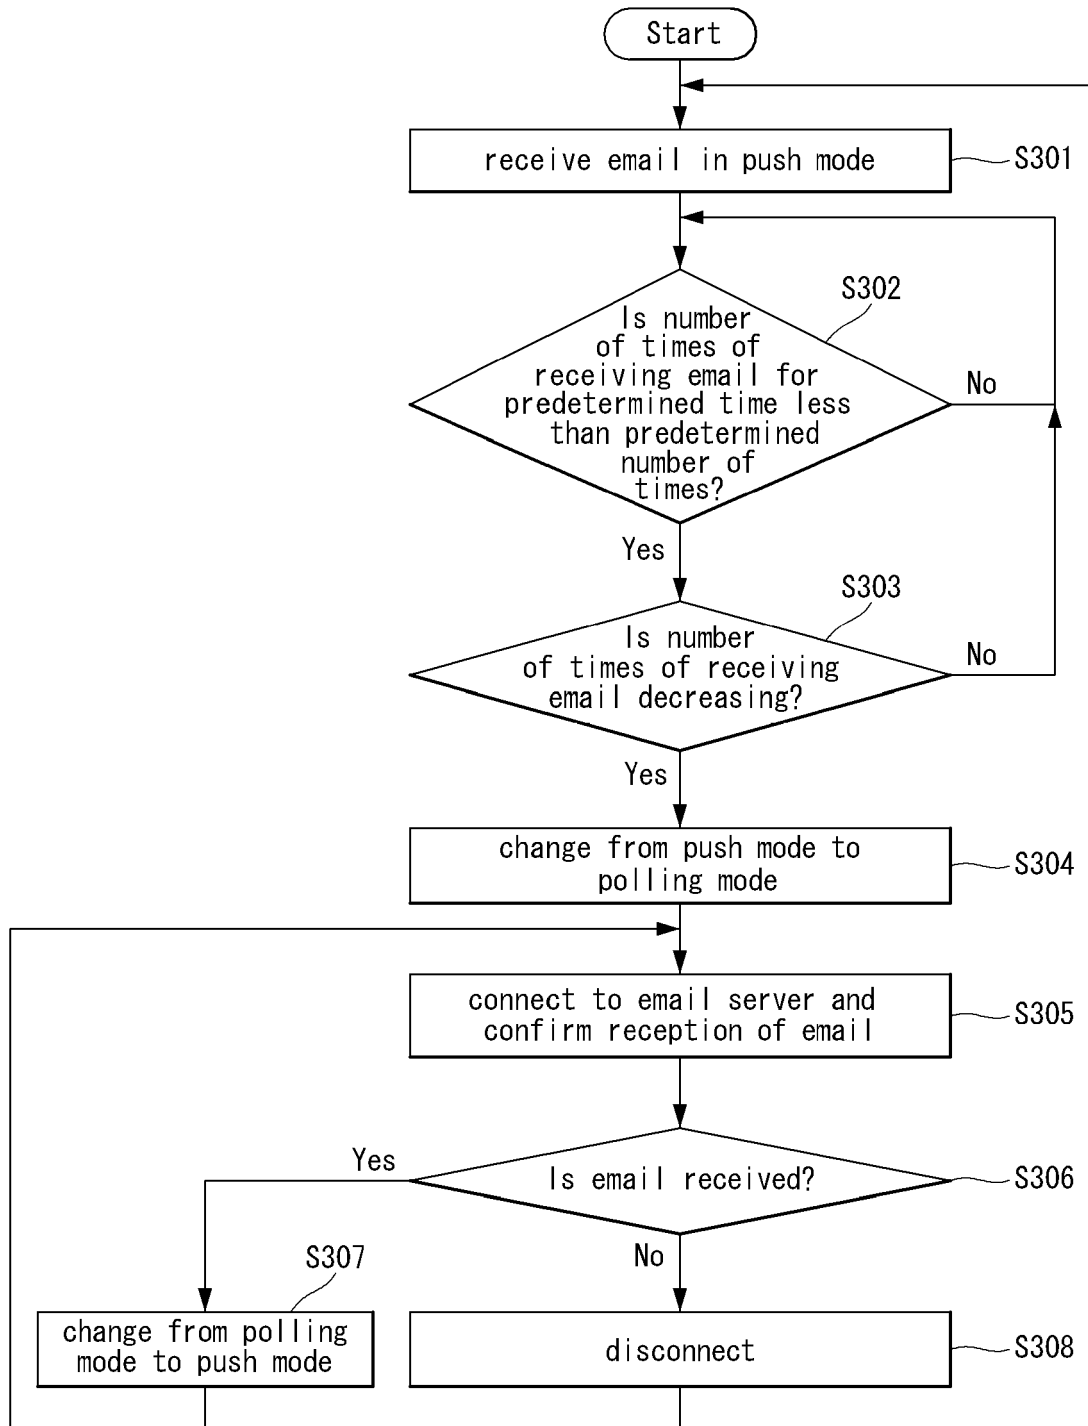 Start
receive email in push mode
S301
S302
Is number
of times of
receiving email for
predetermined time less
than predetermined
number of
times?
No
Yes
S303
Is number
of times of receiving
email decreasing?
No
Yes
change from push mode to
polling mode
S304
connect to email server and
confirm reception of email
S305
Yes
Is email received?
S306
No
S307
change from polling
mode to push mode
disconnect
S308